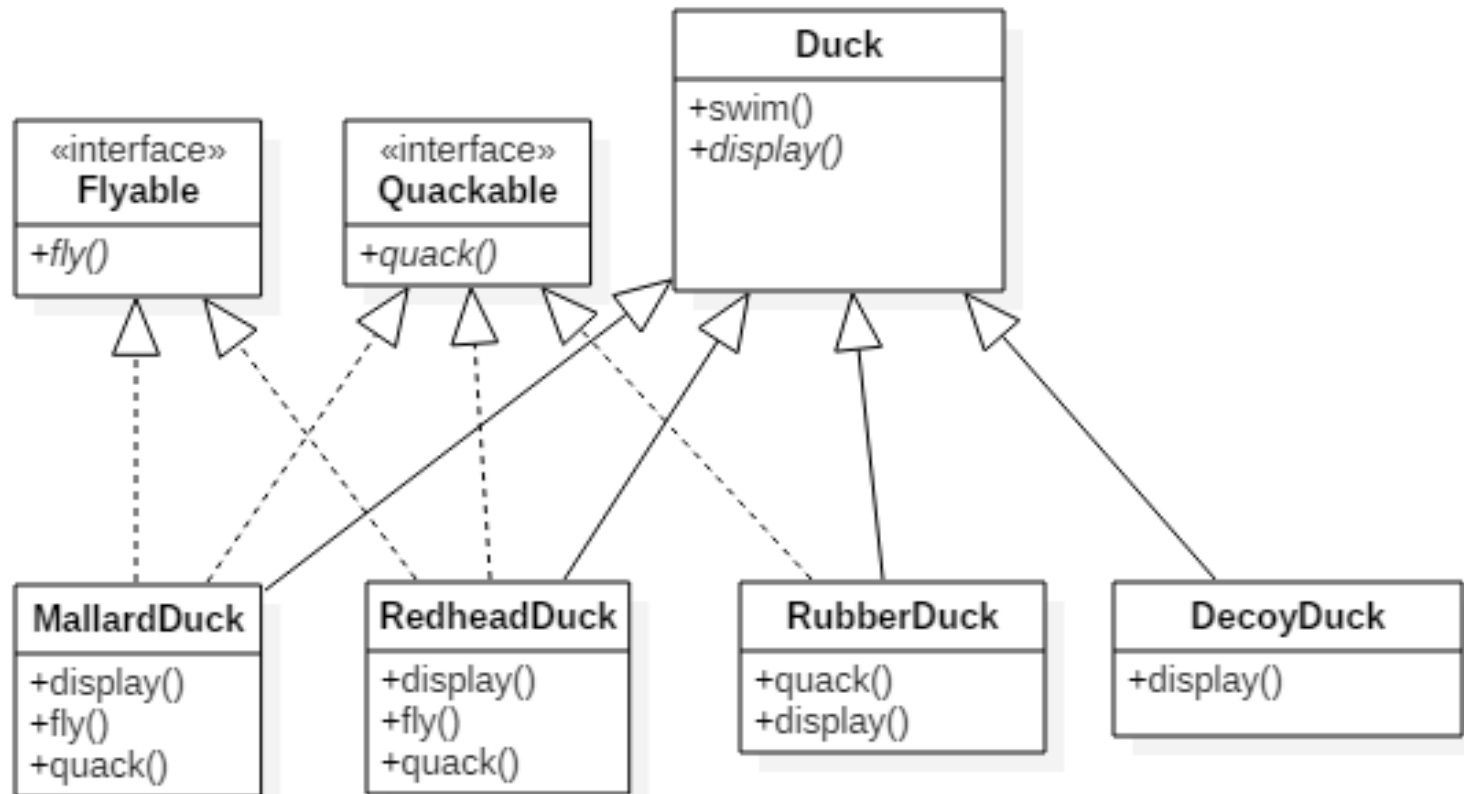 Duck
+swim()
+display()
«interface»
Flyable
+fly()
«interface»
Quackable
+quack()
MallardDuck
+display()
+fly()
+quack()
RedheadDuck
+display()
+fly()
+quack()
RubberDuck
+quack()
+display()
DecoyDuck
+display()